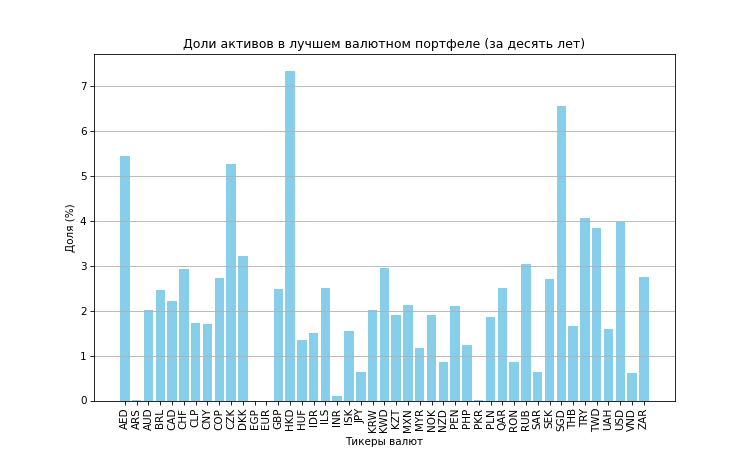 Доли активов в лучшем валютном портфеле (за десять лет)
Доля (%)
7
6
5
4
3
2
1
0
AED
ARS
AUD
BRL
CAD
CHF
CLP
CNY
COP
CZK
DKK
EGP
EUR
GBP
HKD
HUF
IDR
ILS
INR
ISK
JPY
KRW
KWD
KZT
MXN
MYR
NOK
NZD
PEN
PHP
PKR
PLN
QAR
RON
RUB
SAR
SEK
SGD
THB
TRY
TWD
UAH
USD
VND
ZAR
Тикеры валют